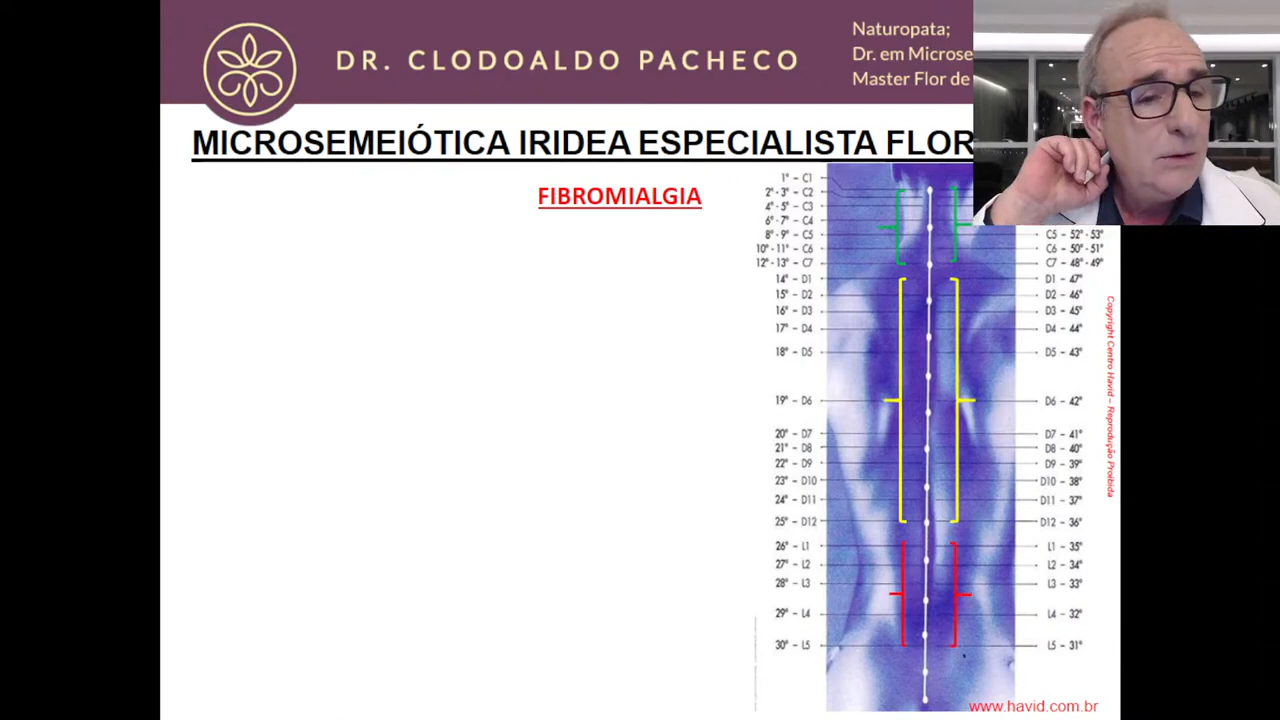 DR. CLODOALDO PACHECO
Naturopata;
Dr. em Microse
Master Flor de
MICROSEMEIÓTICA IRIDEA ESPECIALISTA FLOR
FIBROMIALGIA
1° - C1
2° - 3° - C2
4° - 5° - C3
6° - 7° - C4
8° - 9° - C5
10° - 11° - C6
12° - 13° - C7
14° - D1
15° - D2
16° - D3
17° - D4
18° - D5
19° - D6
20° - D7
21° - D8
22° - D9
23° - D10
24° - D11
25° - D12
26° - L1
27° - L2
28° - L3
29° - L4
30° - L5
C5 - 52° - 53°
C6 - 50° - 51°
C7 - 48° - 49°
D1 - 47°
D2 - 46°
D3 - 45°
D4 - 44°
D5 - 43°
D6 - 42°
D7 - 41°
D8 - 40°
D9 - 39°
D10 - 38°
D11 - 37°
D12 - 36°
L1 - 35°
L2 - 34°
L3 - 33°
L4 - 32°
L5 - 31°
Copyright Centro Havid – Reprodução Proibida
www.havid.com.br